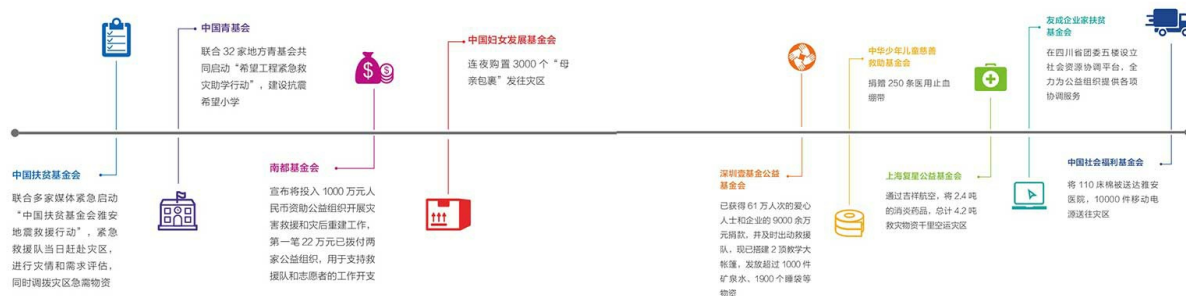 中国扶贫基金会
联合多家媒体紧急启动
“中国扶贫基金会雅安
地震救援行动”，紧急
救援队当日赶赴灾区，
进行灾情和需求评估，
同时调拨灾区急需物资
中国青基会
联合 32 家地方青基会共
同启动“希望工程紧急救
灾助学行动”，建设抗震
希望小学
南都基金会
宣布将投入 1000 万元人
民币资助公益组织开展灾
害救援和灾后重建工作，
第一笔 22 万元已拨付两
家公益组织，用于支持救
援队和志愿者的工作开支
中国妇女发展基金会
连夜购置 3000 个“母
亲包裹”发往灾区
深圳壹基金公益
基金会
已获得 61 万人次的爱心
人士和企业的 9000 余万
元捐款，并及时出动救援
队，现已搭建 2 顶教学大
帐篷，发放超过 1000 件
矿泉水，1900 个睡袋等
物资
中华少年儿童慈善
救助基金会
捐赠 250 条医用止血
绷带
上海复星公益基金会
通过吉祥航空，将 2.4 吨
的消炎药品，总计 4.2 吨
救灾物资千里空运灾区
友成企业家扶贫
基金会
在四川省团委五楼设立
社会资源协调平台，全
力为公益组织提供各项
协调服务
中国社会福利基金会
将 110 床棉被送达雅安
医院，10000 件移动电
源送往灾区